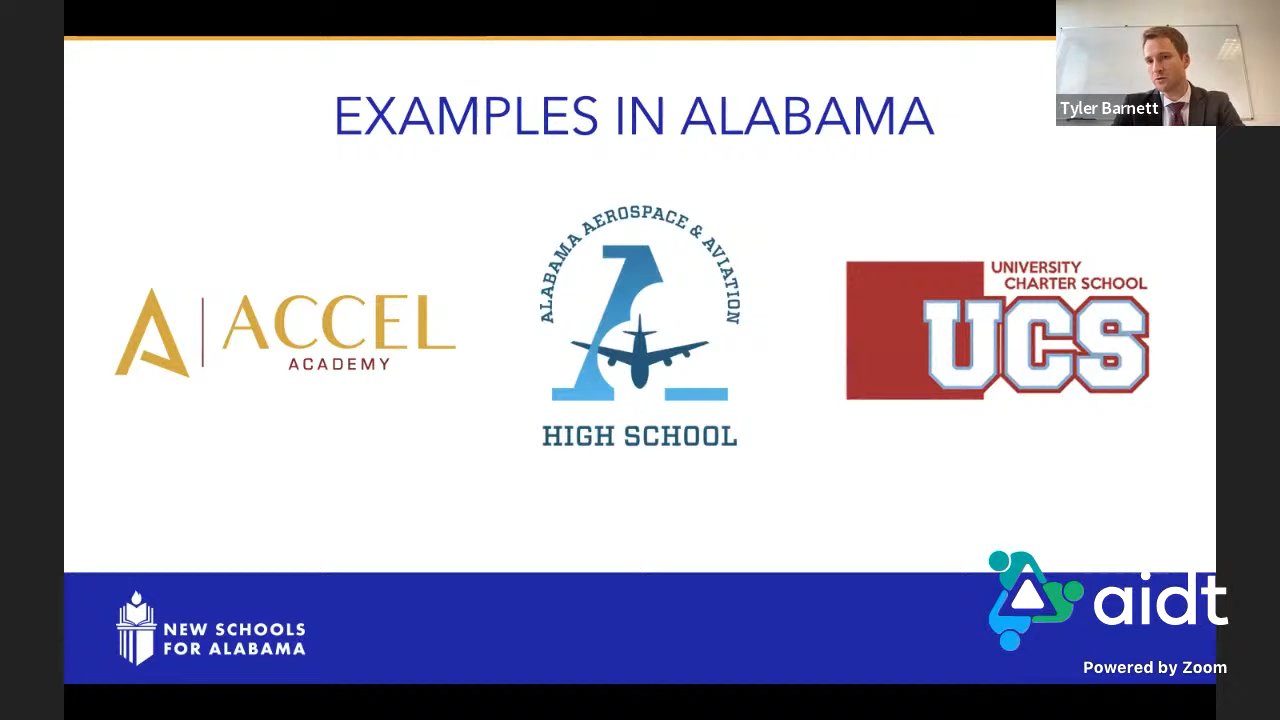 EXAMPLES IN ALABAMA
Tyler Barnett
ACCEL
ACADEMY
ALABAMA AEROSPACE & AVIATION
HIGH SCHOOL
UNIVERSITY
CHARTER SCHOOL
UCS
NEW SCHOOLS
FOR ALABAMA
aidt
Powered by Zoom